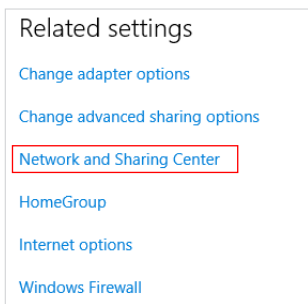 Related settings
Change adapter options
Change advanced sharing options
Network and Sharing Center
HomeGroup
Internet options
Windows Firewall